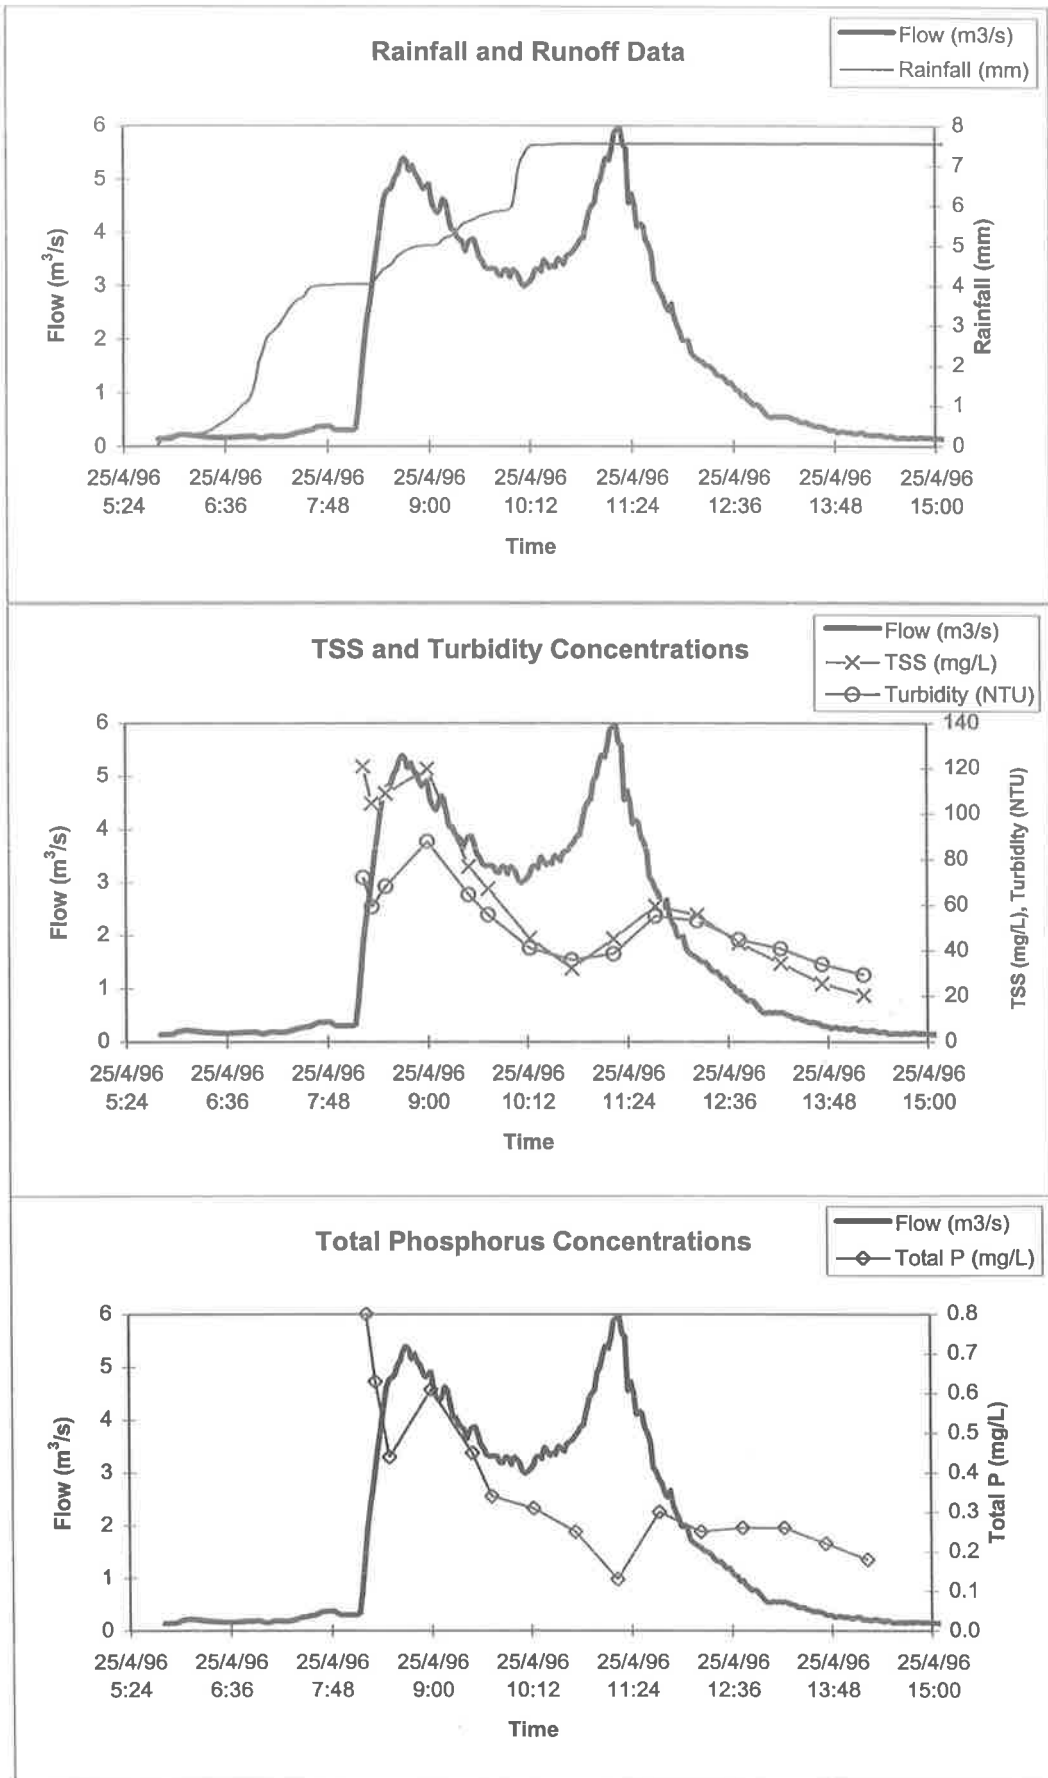 Rainfall and Runoff Data
Flow (m3/s)
Rainfall (mm)
6
5
4
3
2
1
0
Flow (m³/s)
8
7
6
5
4
3
2
1
0
Rainfall (mm)
25/4/96 25/4/96 25/4/96 25/4/96 25/4/96 25/4/96 25/4/96 25/4/96 25/4/96
5:24 6:36 7:48 9:00 10:12 11:24 12:36 13:48 15:00
Time
TSS and Turbidity Concentrations
Flow (m3/s)
TSS (mg/L)
Turbidity (NTU)
6
5
4
3
2
1
0
Flow (m³/s)
140
120
100
80
60
40
20
0
TSS (mg/L), Turbidity (NTU)
25/4/96 25/4/96 25/4/96 25/4/96 25/4/96 25/4/96 25/4/96 25/4/96 25/4/96
5:24 6:36 7:48 9:00 10:12 11:24 12:36 13:48 15:00
Time
Total Phosphorus Concentrations
Flow (m3/s)
Total P (mg/L)
6
5
4
3
2
1
0
Flow (m³/s)
0.8
0.7
0.6
0.5
0.4
0.3
0.2
0.1
0.0
Total P (mg/L)
25/4/96 25/4/96 25/4/96 25/4/96 25/4/96 25/4/96 25/4/96 25/4/96 25/4/96
5:24 6:36 7:48 9:00 10:12 11:24 12:36 13:48 15:00
Time